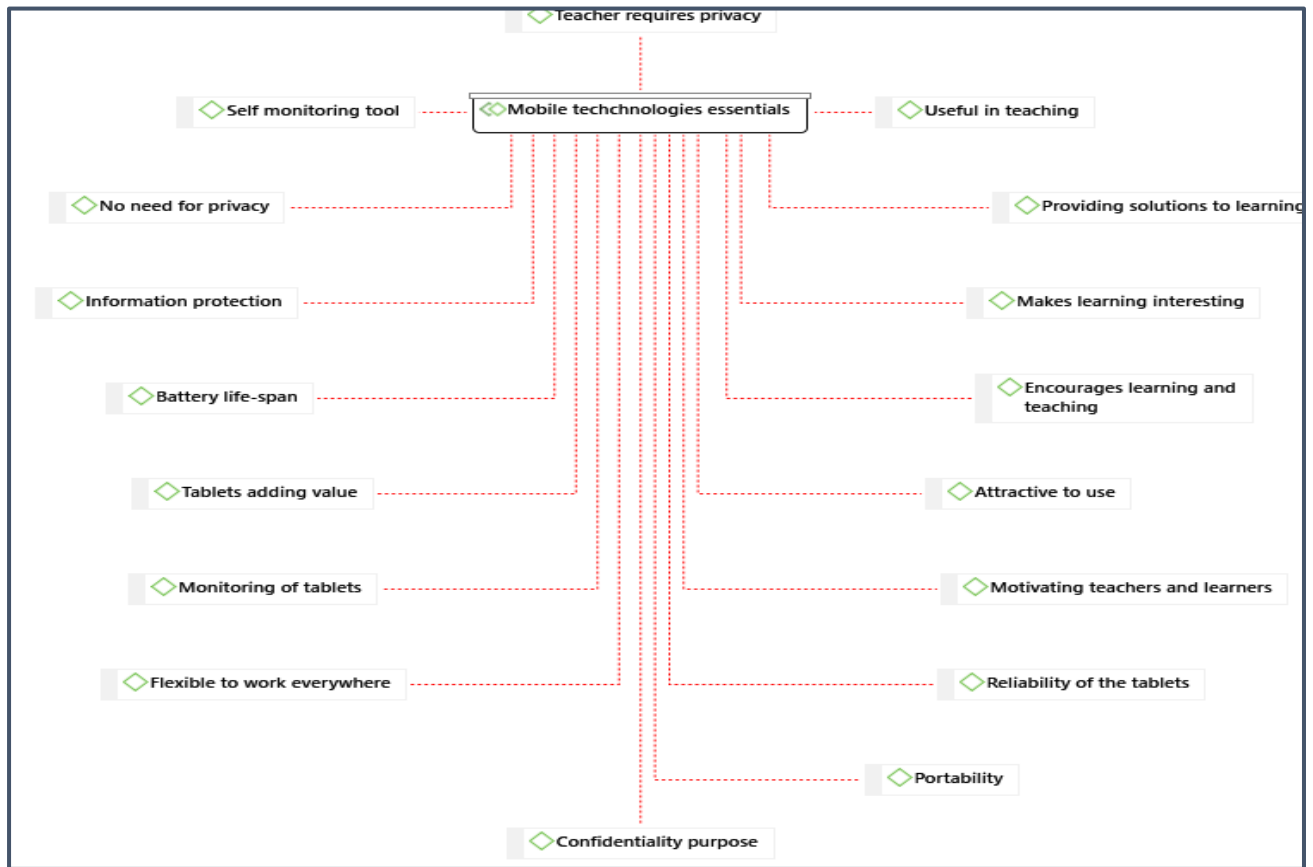 Teacher requires privacy
Self monitoring tool
Mobile techchnologies essentials
Useful in teaching
No need for privacy
Providing solutions to learning
Information protection
Makes learning interesting
Battery life-span
Encourages learning and
teaching
Tablets adding value
Attractive to use
Monitoring of tablets
Motivating teachers and learners
Flexible to work everywhere
Reliability of the tablets
Portability
Confidentiality purpose